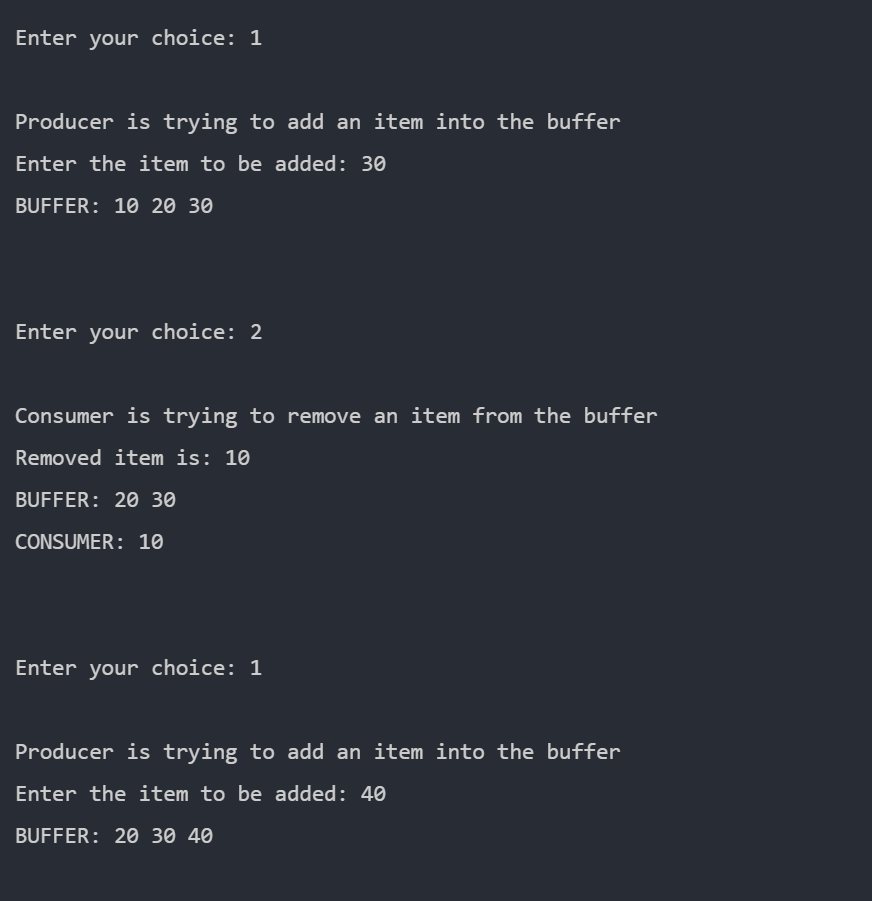 Enter your choice: 1
Producer is trying to add an item into the buffer
Enter the item to be added: 30
BUFFER: 10 20 30
Enter your choice: 2
Consumer is trying to remove an item from the buffer
Removed item is: 10
BUFFER: 20 30
CONSUMER: 10
Enter your choice: 1
Producer is trying to add an item into the buffer
Enter the item to be added: 40
BUFFER: 20 30 40